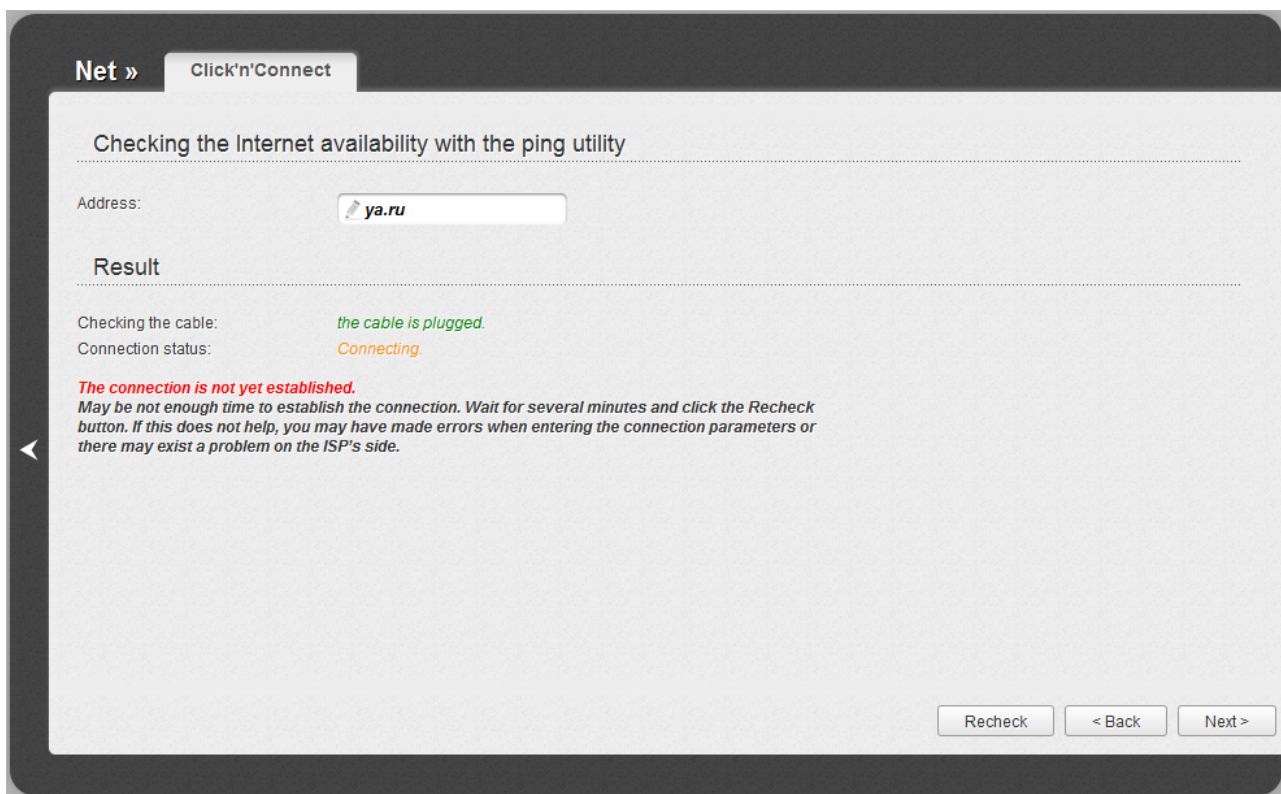 Net »
Click'n'Connect
Checking the Internet availability with the ping utility
Address:
ya.ru
Result
Checking the cable:
the cable is plugged.
Connection status:
Connecting.
The connection is not yet established.
May be not enough time to establish the connection. Wait for several minutes and click the Recheck
button. If this does not help, you may have made errors when entering the connection parameters or
there may exist a problem on the ISP's side.
Recheck
< Back
Next >